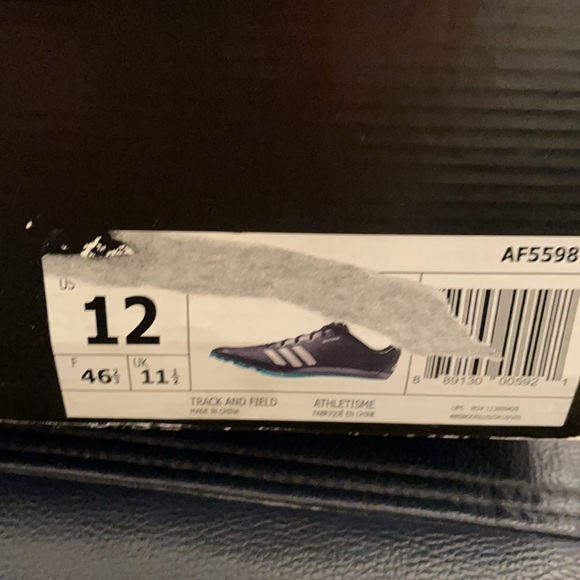 AF5598
US
12
F
46⅔
UK
11½
8 89130 00592 1
TRACK AND FIELD
MADE IN CHINA
ATHLETISME
FABRIQUÉ EN CHINE
UPC